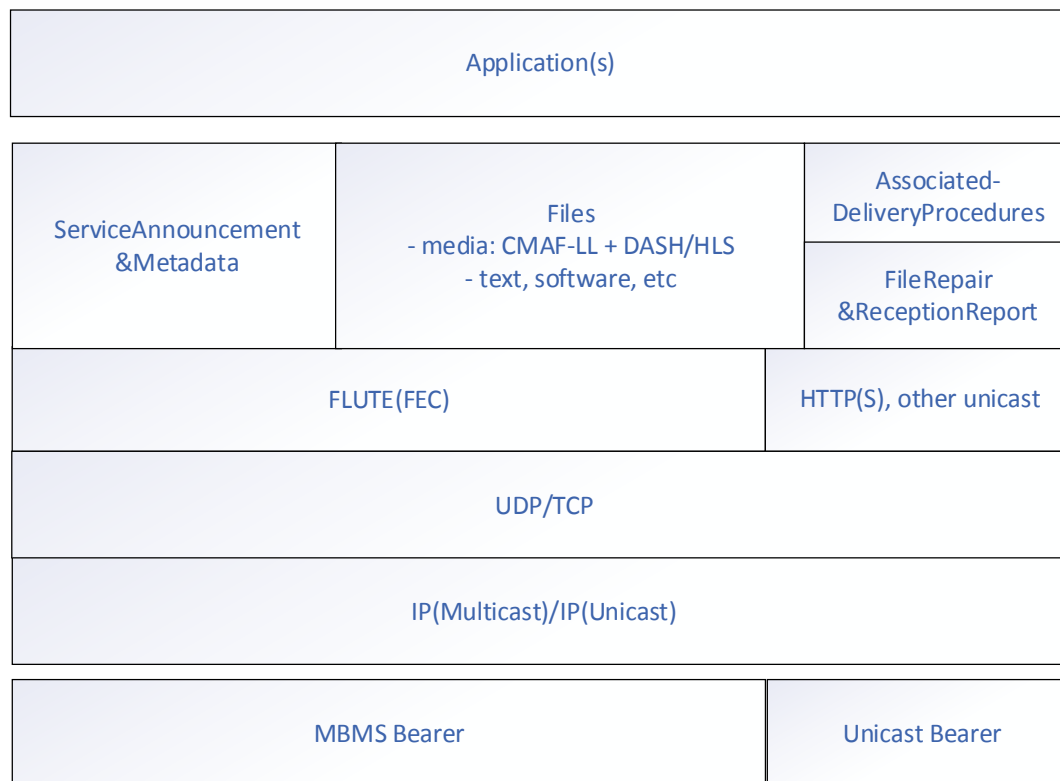 Application(s)
ServiceAnnouncement
&Metadata
Files
- media: CMAF-LL + DASH/HLS
- text, software, etc
Associated-
DeliveryProcedures
FileRepair
&ReceptionReport
FLUTE(FEC)
HTTP(S), other unicast
UDP/TCP
IP(Multicast)/IP(Unicast)
MBMS Bearer
Unicast Bearer